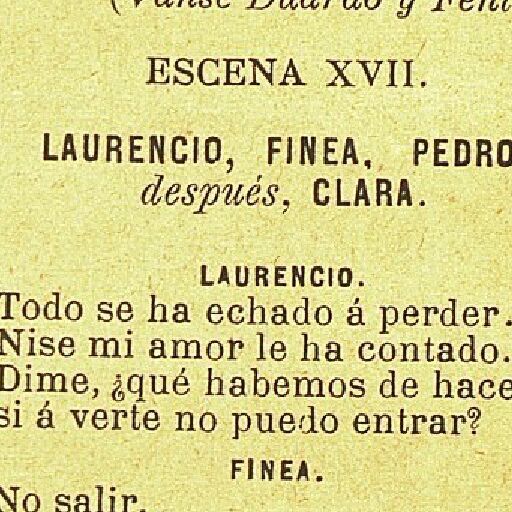 (Vanse Duardo y
ESCENA XVII.
LAURENCIO, FINEA, PEDRO
después, CLARA.
LAURENCIO.
Todo se ha echado á perder.
Nise mi amor le ha contado.
Dime, ¿qué habemos de hace
si á verte no puedo entrar?
FINEA.
No salir.